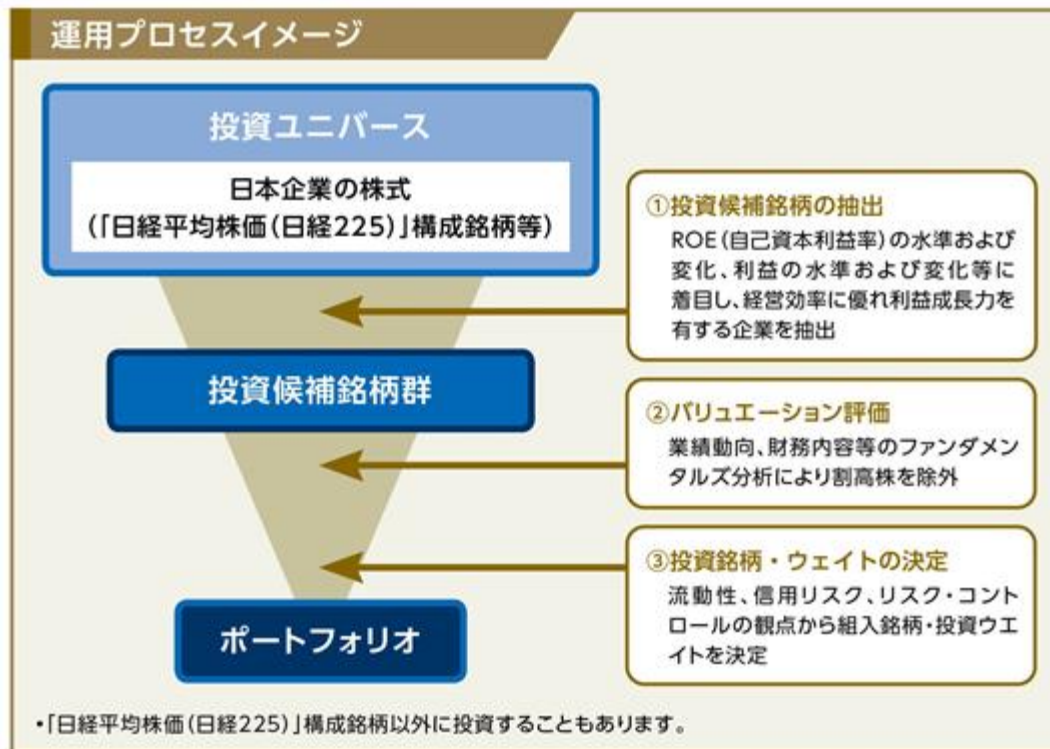 運用プロセスイメージ
投資ユニバース
日本企業の株式
(「日経平均株価(日経225)」構成銘柄等)
①投資候補銘柄の抽出
ROE(自己資本利益率)の水準および
変化、利益の水準および変化等に
着目し、経営効率に優れ利益成長力を
有する企業を抽出
投資候補銘柄群
②バリュエーション評価
業績動向、財務内容等のファンダメン
タルズ分析により割高株を除外
③投資銘柄・ウェイトの決定
流動性、信用リスク、リスク・コント
ロールの観点から組入銘柄・投資ウエ
イトを決定
ポートフォリオ
・「日経平均株価(日経225)」構成銘柄以外に投資することもあります。